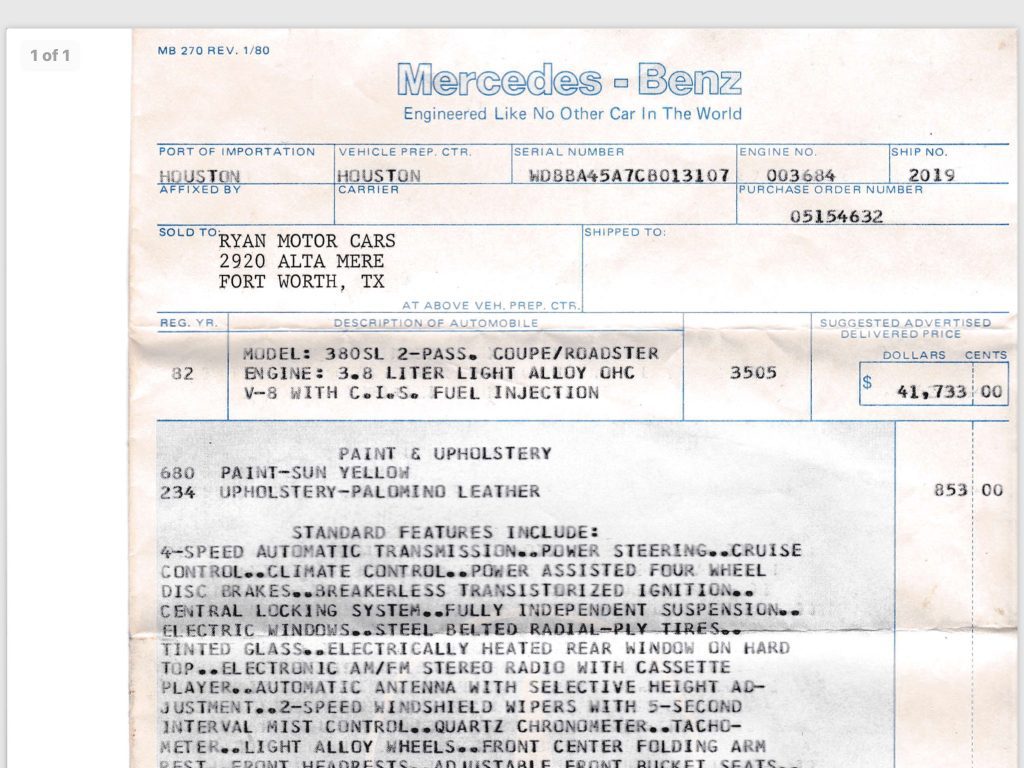 1 of 1
MB 270 REV. 1/80
Mercedes-Benz
Engineered Like No Other Car In The World
PORT OF IMPORTATION VEHICLE PREP. CTR. SERIAL NUMBER ENGINE NO. SHIP NO.
HOUSTON HOUSTON WDBBA45A7CB013107 003684 2019
AFFIXED BY CARRIER PURCHASE ORDER NUMBER
05154632
SOLD TO: RYAN MOTOR CARS SHIPPED TO:
2920 ALTA MERE
FORT WORTH, TX
AT ABOVE VEH. PREP. CTR.
REG. YR. DESCRIPTION OF AUTOMOBILE SUGGESTED ADVERTISED
DELIVERED PRICE
MODEL: 380SL 2-PASS. COUPE/ROADSTER DOLLARS CENTS
82 ENGINE: 3.8 LITER LIGHT ALLOY OHC 3505
V-8 WITH C.I.S. FUEL INJECTION $ 41,733 00
PAINT & UPHOLSTERY
680 PAINT-SUN YELLOW
234 UPHOLSTERY-PALOMINO LEATHER 853 00
STANDARD FEATURES INCLUDE:
4-SPEED AUTOMATIC TRANSMISSION..POWER STEERING..CRUISE
CONTROL..CLIMATE CONTROL..POWER ASSISTED FOUR WHEEL
DISC BRAKES..BREAKERLESS TRANSISTORIZED IGNITION..
CENTRAL LOCKING SYSTEM..FULLY INDEPENDENT SUSPENSION..
ELECTRIC WINDOWS..STEEL BELTED RADIAL-PLY TIRES..
TINTED GLASS..ELECTRICALLY HEATED REAR WINDOW ON HARD
TOP..ELECTRONIC AM/FM STEREO RADIO WITH CASSETTE
PLAYER..AUTOMATIC ANTENNA WITH SELECTIVE HEIGHT AD-
JUSTMENT..2-SPEED WINDSHIELD WIPERS WITH 5-SECOND
INTERVAL MIST CONTROL..QUARTZ CHRONOMETER..TACHO-
METER..LIGHT ALLOY WHEELS..FRONT CENTER FOLDING ARM
REST..FRONT HEADRESTS..ADJUSTABLE FRONT BUCKET SEATS..